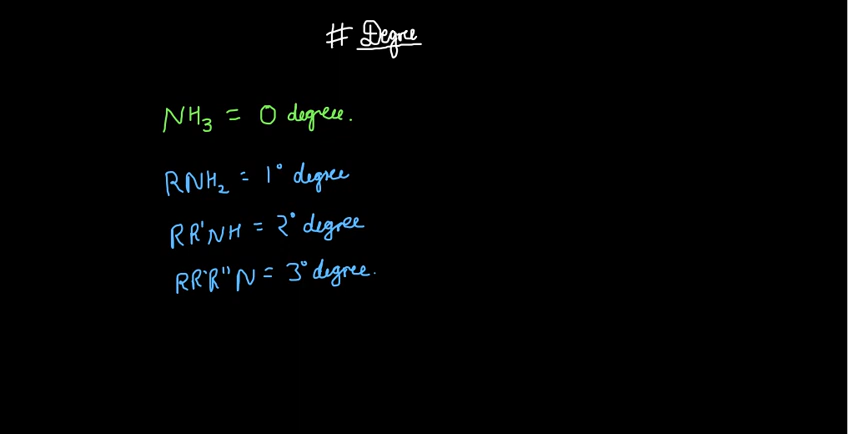 # Degree
NH₃ = 0 degree.
RNH₂ = 1° degree
RR'NH = 2° degree
RR'R"N = 3° degree.